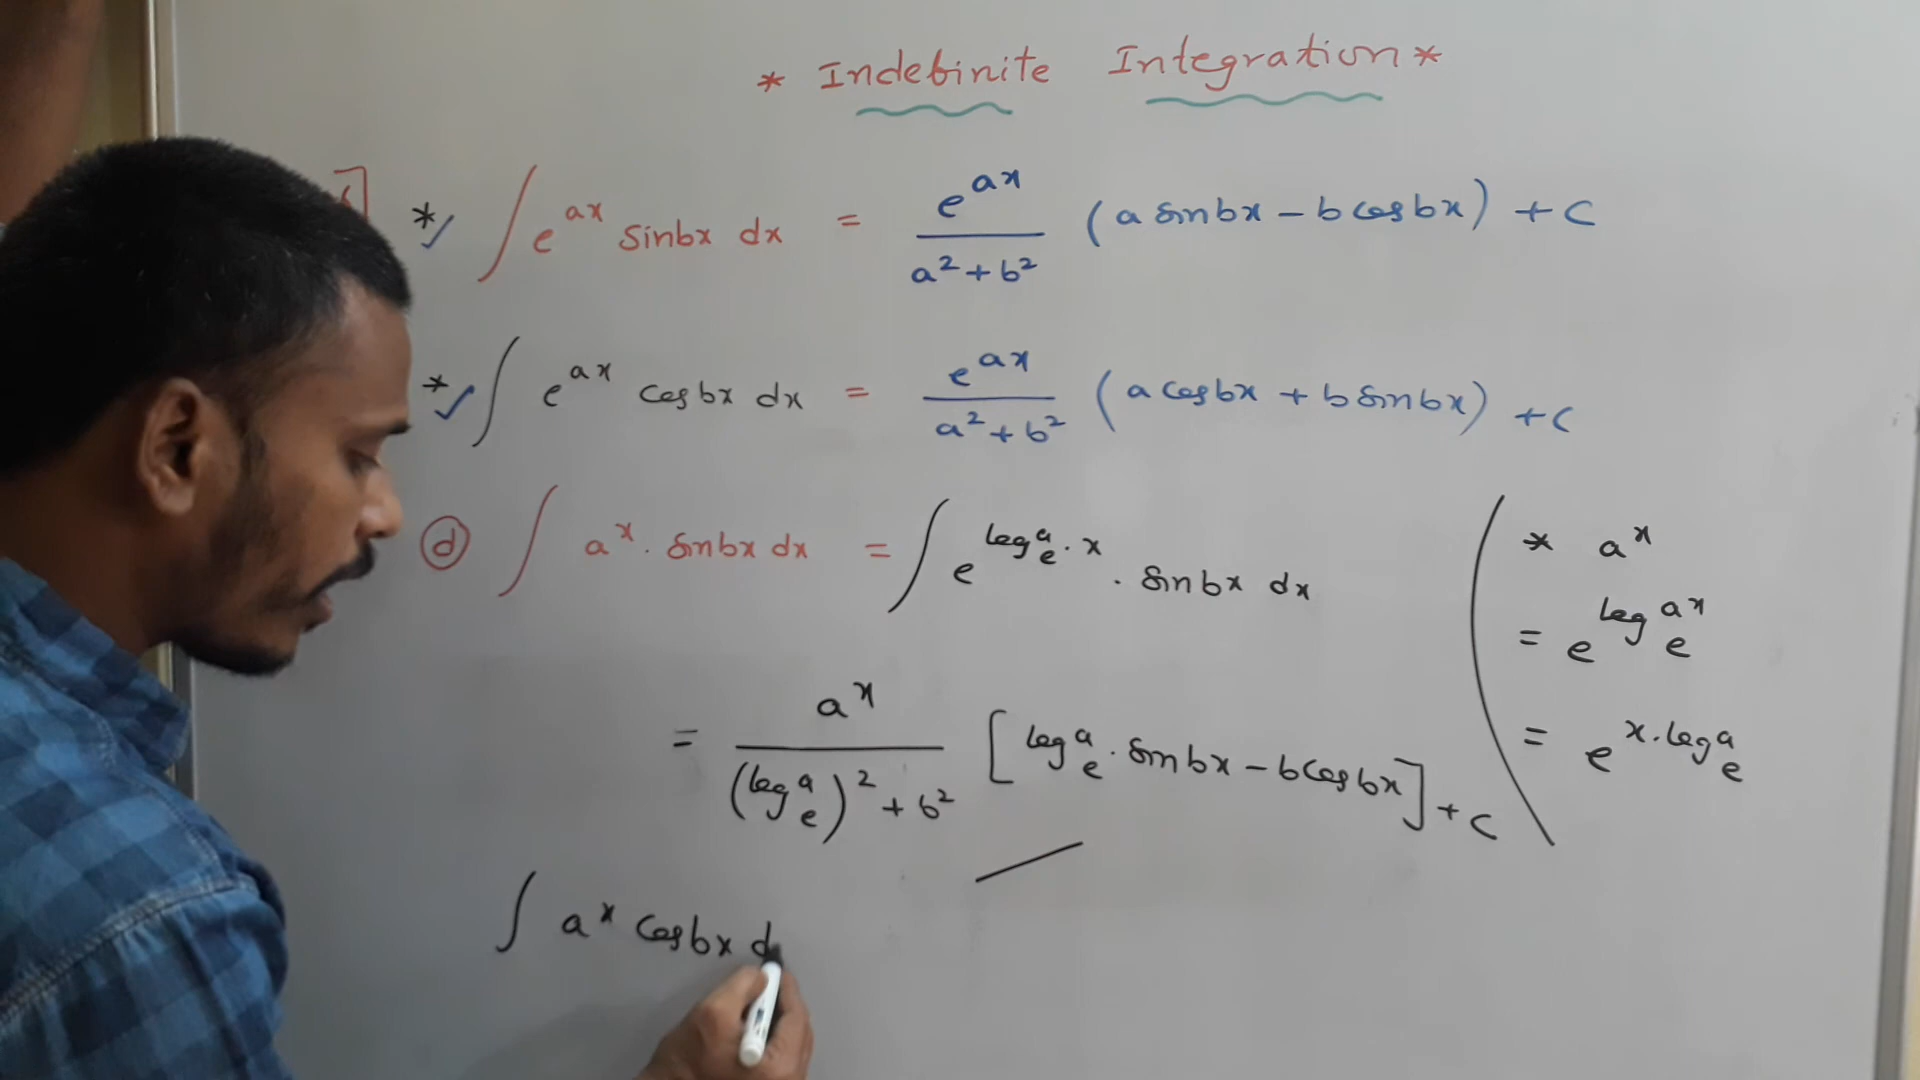 * Indefinite Integration *
* ✓ ∫ e^{ax} sinbx dx = e^{ax} / (a² + b²) (a sinbx − b cosbx) + c
* ✓ ∫ e^{ax} cosbx dx = e^{ax} / (a² + b²) (a cosbx + b sinbx) + c
(d) ∫ a^x . sinbx dx = ∫ e^{log_e^a . x} . sinbx dx
= a^x / ((log_e^a)² + b²) [log_e^a . sinbx − b cosbx] + c
∫ a^x cosbx d
* a^x
= e^{log_e a^x}
= e^{x . log_e^a}